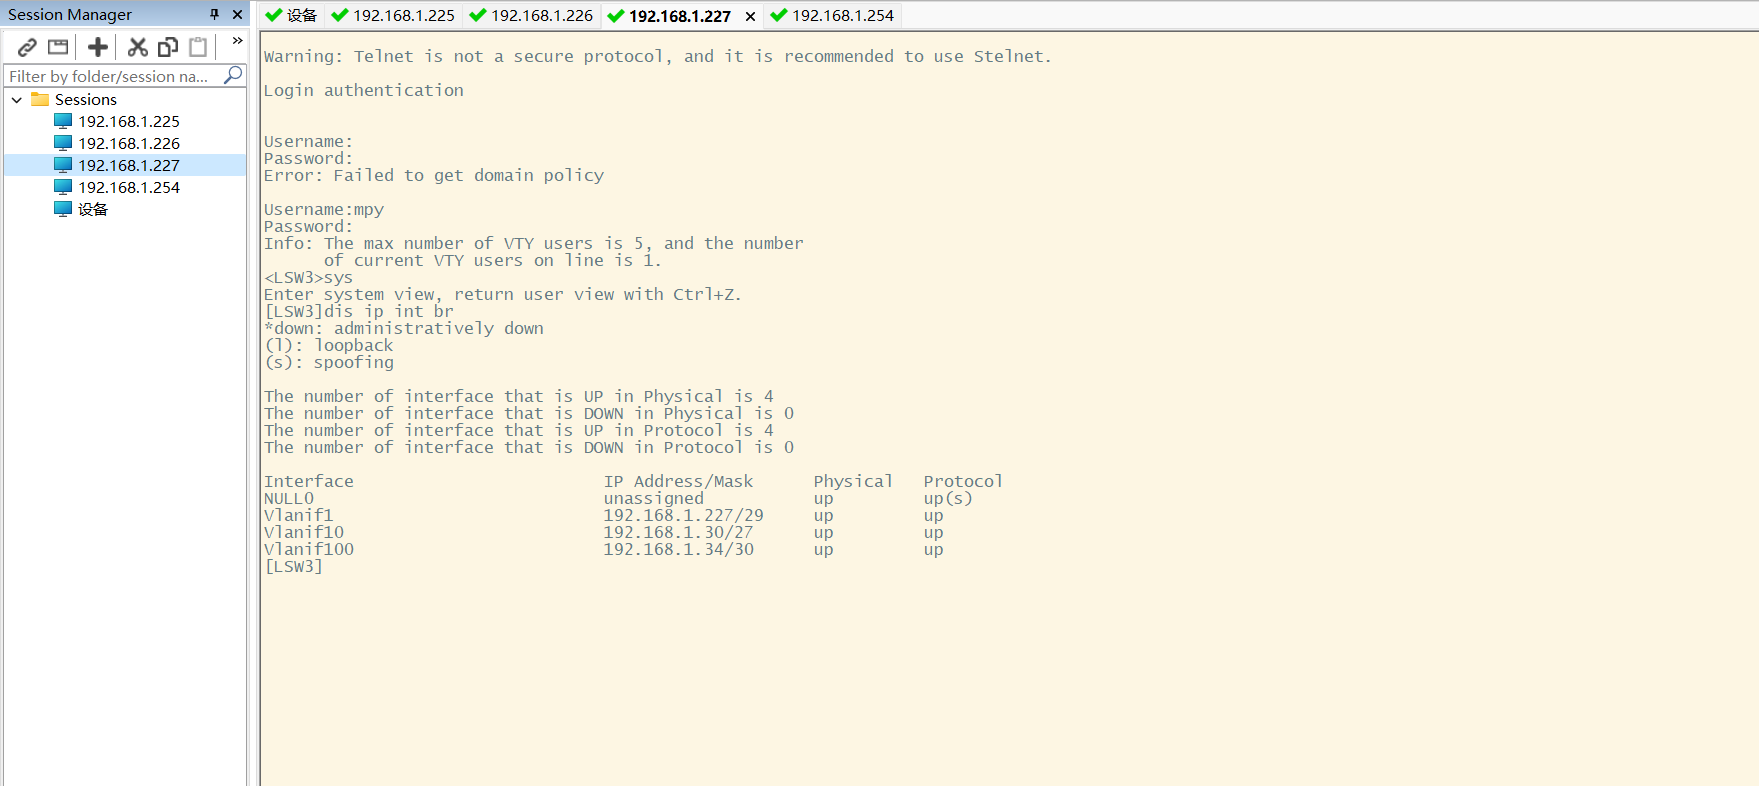 Session Manager
Filter by folder/session na...
Sessions
192.168.1.225
192.168.1.226
192.168.1.227
192.168.1.254
设备
设备 192.168.1.225 192.168.1.226 192.168.1.227 192.168.1.254
Warning: Telnet is not a secure protocol, and it is recommended to use Stelnet.
Login authentication
Username:
Password:
Error: Failed to get domain policy
Username:mpy
Password:
Info: The max number of VTY users is 5, and the number
of current VTY users on line is 1.
<LSW3>sys
Enter system view, return user view with Ctrl+Z.
[LSW3]dis ip int br
*down: administratively down
(l): loopback
(s): spoofing
The number of interface that is UP in Physical is 4
The number of interface that is DOWN in Physical is 0
The number of interface that is UP in Protocol is 4
The number of interface that is DOWN in Protocol is 0
Interface IP Address/Mask Physical Protocol
NULL0 unassigned up up(s)
Vlanif1 192.168.1.227/29 up up
Vlanif10 192.168.1.30/27 up up
Vlanif100 192.168.1.34/30 up up
[LSW3]